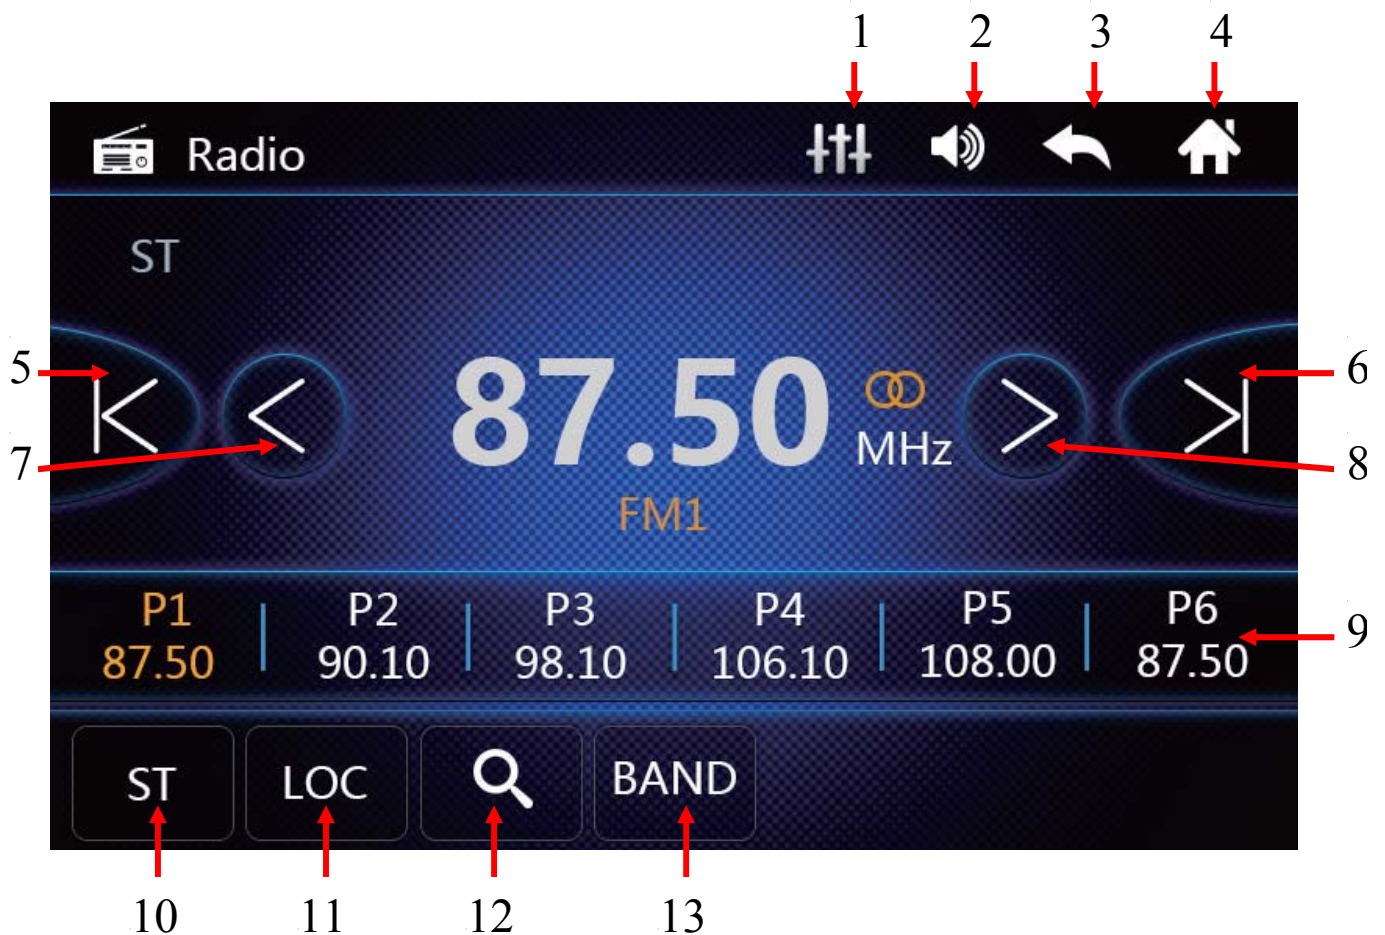 1 2 3 4
Radio
ST
5 87.50 6
7 MHz 8
FM1
P1 P2 P3 P4 P5 P6
87.50 90.10 98.10 106.10 108.00 87.50 9
ST LOC BAND
10 11 12 13